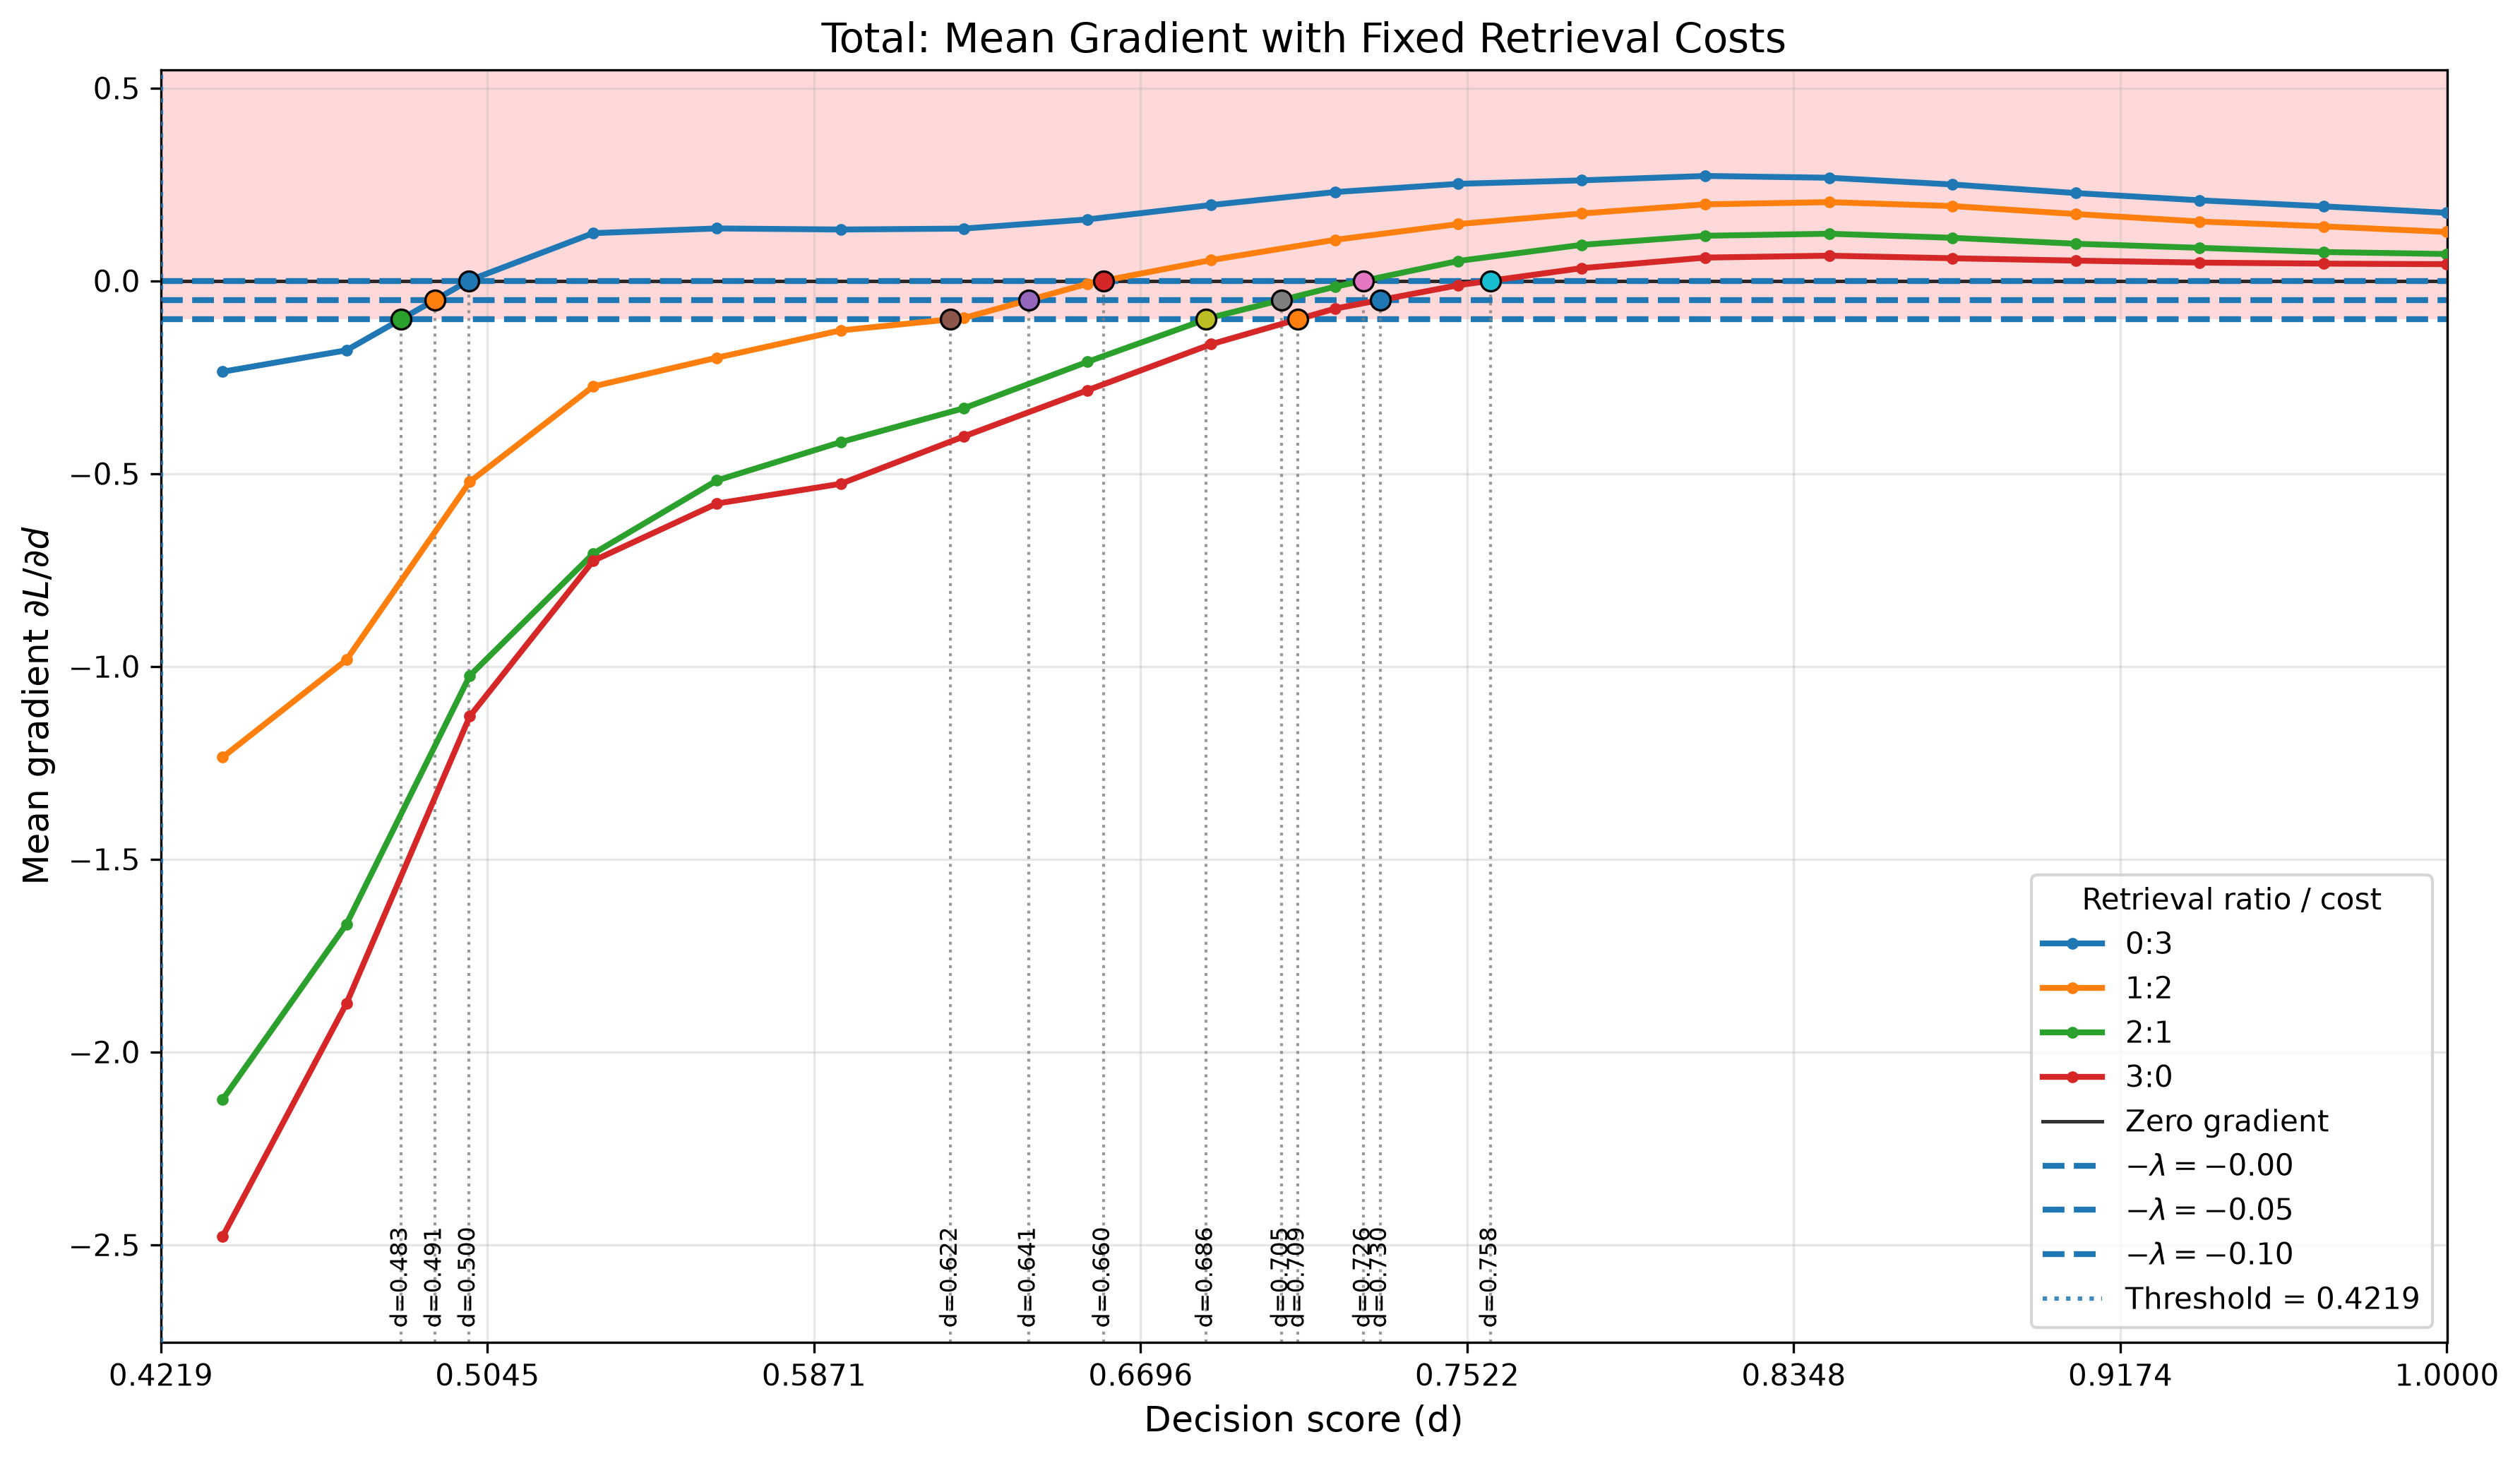 Total: Mean Gradient with Fixed Retrieval Costs
Mean gradient ∂L/∂d
0.5
0.0
−0.5
−1.0
−1.5
−2.0
−2.5
d=0.483
d=0.491
d=0.500
d=0.622
d=0.641
d=0.660
d=0.686
d=0.705
d=0.709
d=0.726
d=0.730
d=0.758
Retrieval ratio / cost
0:3
1:2
2:1
3:0
Zero gradient
−λ = −0.00
−λ = −0.05
−λ = −0.10
Threshold = 0.4219
0.4219
0.5045
0.5871
0.6696
0.7522
0.8348
0.9174
1.0000
Decision score (d)